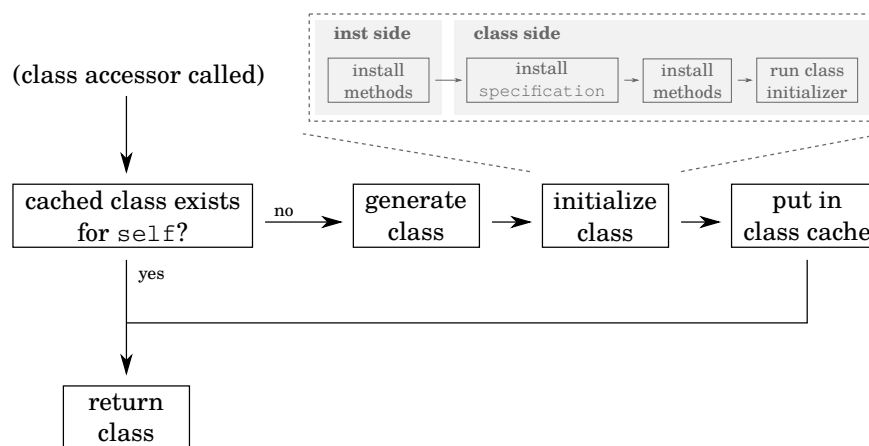 inst side
class side
install
methods
install
specification
install
methods
run class
initializer
(class accessor called)
cached class exists
for self?
no
generate
class
initialize
class
put in
class cache
yes
return
class